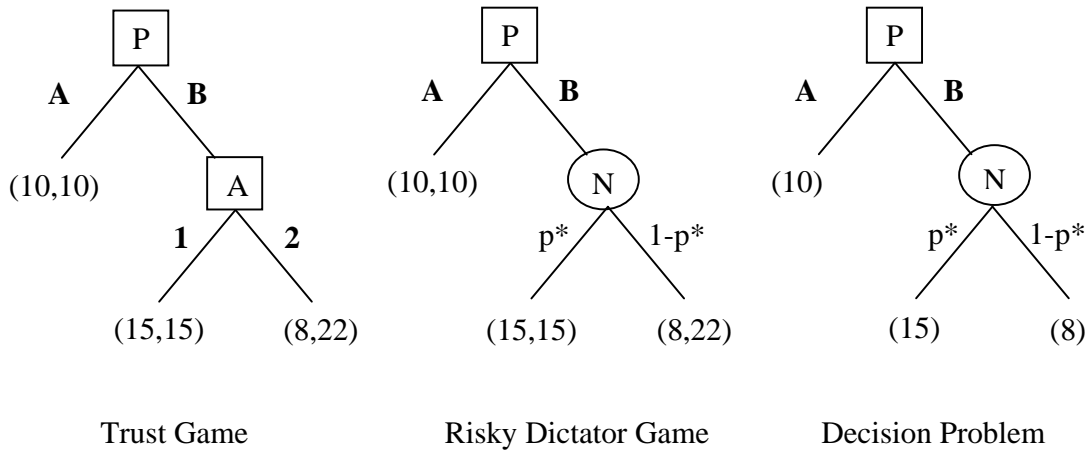 P P P
A B A B A B
(10,10) A (10,10) N (10) N
1 2 p* 1-p* p* 1-p*
(15,15) (8,22) (15,15) (8,22) (15) (8)
Trust Game Risky Dictator Game Decision Problem